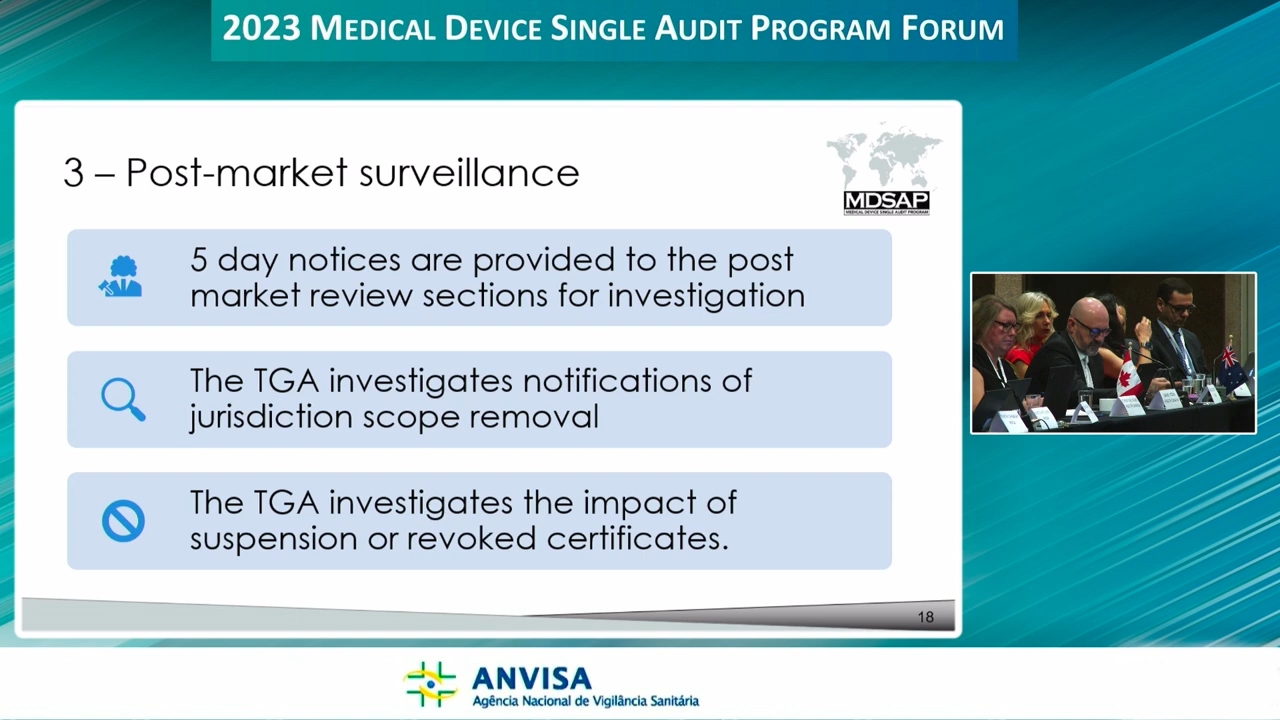 2023 MEDICAL DEVICE SINGLE AUDIT PROGRAM FORUM
3 – Post-market surveillance
MDSAP
MEDICAL DEVICE SINGLE AUDIT PROGRAM
5 day notices are provided to the post
market review sections for investigation
The TGA investigates notifications of
jurisdiction scope removal
The TGA investigates the impact of
suspension or revoked certificates.
18
ANVISA
Agência Nacional de Vigilância Sanitária